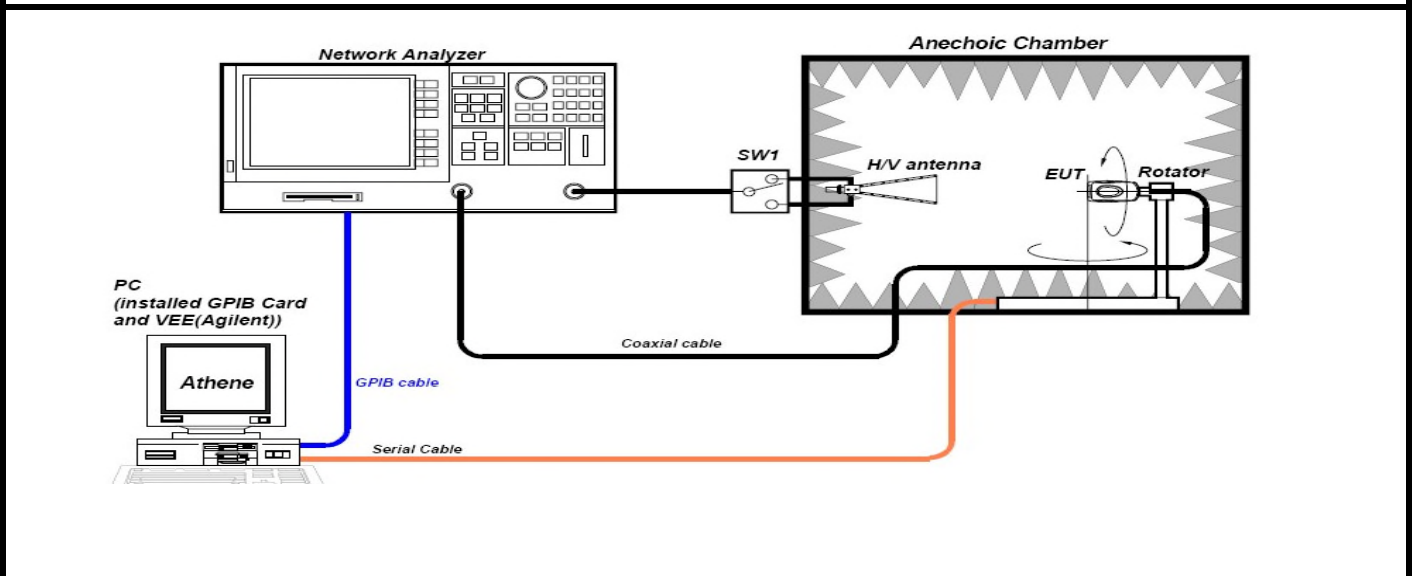 Network Analyzer
Anechoic Chamber
SW1
H/V antenna
EUT
Rotator
PC
(installed GPIB Card
and VEE(Agilent))
Coaxial cable
Athene
GPIB cable
Serial Cable